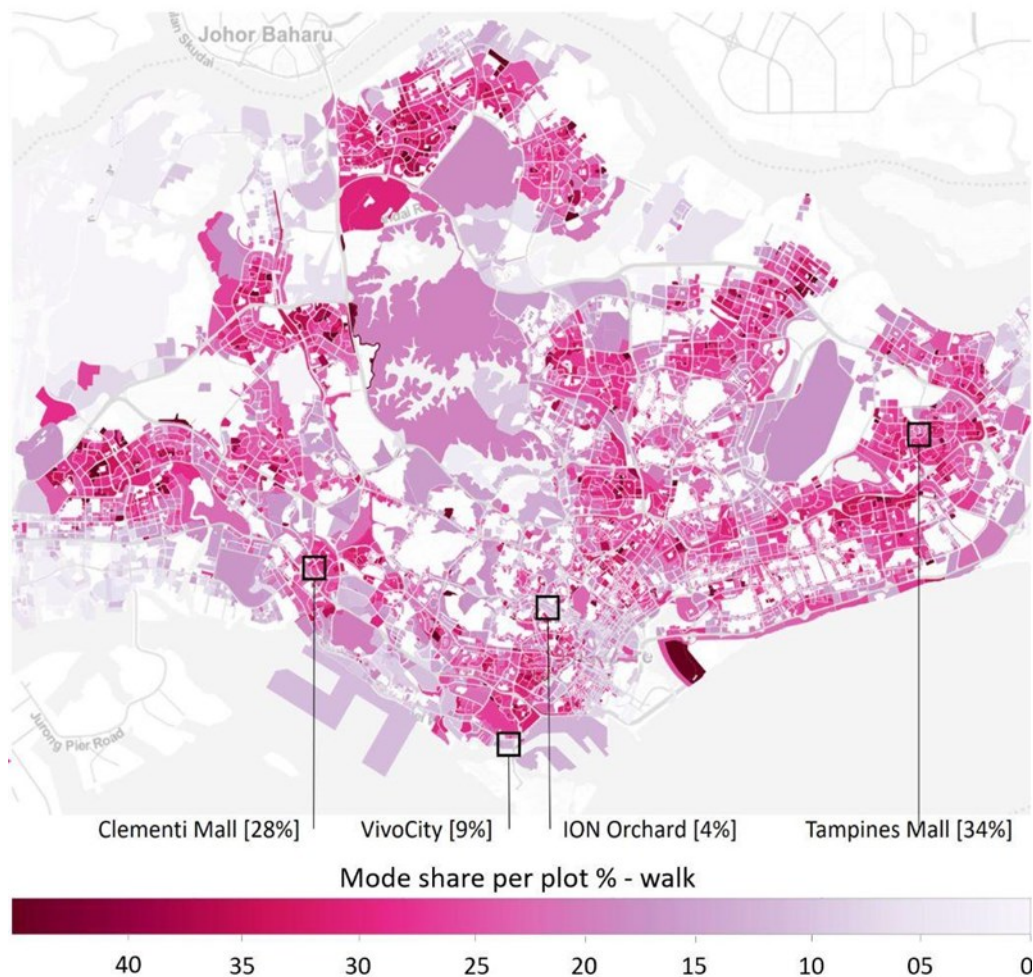 Johor Baharu
Clementi Mall [28%]
VivoCity [9%]
ION Orchard [4%]
Tampines Mall [34%]
Jurong Pier Road
Mode share per plot % - walk
40 35 30 25 20 15 10 05 0